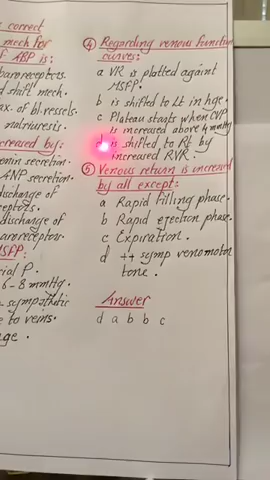 correct
mech for
of ABP is:
baroreceptors.
d shift mech.
ax. of bl. vessels.
natriuresis.
creased by:
enin secretion.
ANP secretion.
discharge of
eptors.
discharge of
aroreceptor.
MSFP:
ial P.
6-8 mmHg.
- sympathetic
e to veins.
ge.
④ Regarding venous function
curves:
a VR is plotted against
MSFP.
b is shifted to Lt in hge.
c Plateau starts when CVP
is increased above 4 mmHg
d is shifted to Rt by
increased RVR.
⑤ Venous return is increased
by all except:
a Rapid filling phase.
b Rapid ejection phase.
c Expiration.
d ++ symp venomotor
tone.
Answer
d a b b c